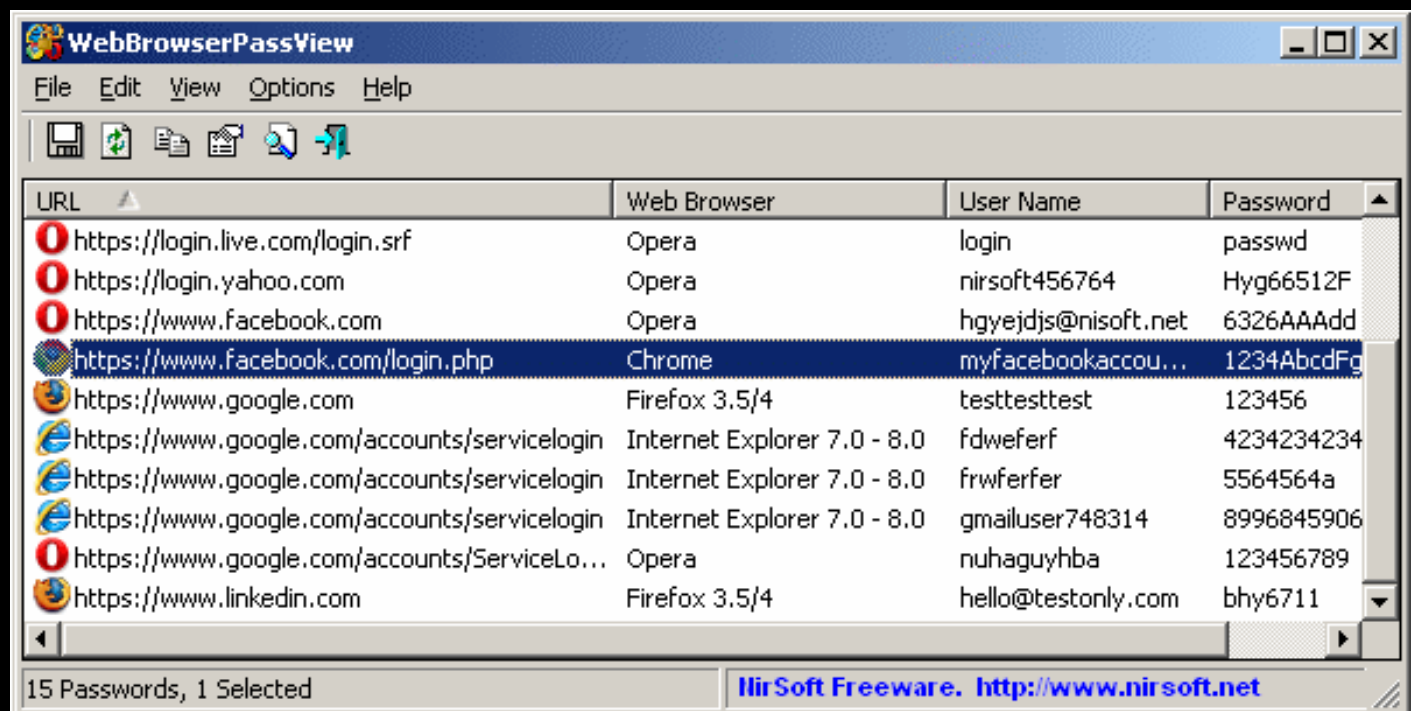 WebBrowserPassView
File Edit View Options Help
URL Web Browser User Name Password
https://login.live.com/login.srf Opera login passwd
https://login.yahoo.com Opera nirsoft456764 Hyg66512F
https://www.facebook.com Opera hgyejdjs@nisoft.net 6326AAAdd
https://www.facebook.com/login.php Chrome myfacebookaccou... 1234AbcdFg
https://www.google.com Firefox 3.5/4 testtesttest 123456
https://www.google.com/accounts/servicelogin Internet Explorer 7.0 - 8.0 fdweferf 4234234234
https://www.google.com/accounts/servicelogin Internet Explorer 7.0 - 8.0 frwferfer 5564564a
https://www.google.com/accounts/servicelogin Internet Explorer 7.0 - 8.0 gmailuser748314 8996845906
https://www.google.com/accounts/ServiceLo... Opera nuhaguyhba 123456789
https://www.linkedin.com Firefox 3.5/4 hello@testonly.com bhy6711
15 Passwords, 1 Selected NirSoft Freeware. http://www.nirsoft.net